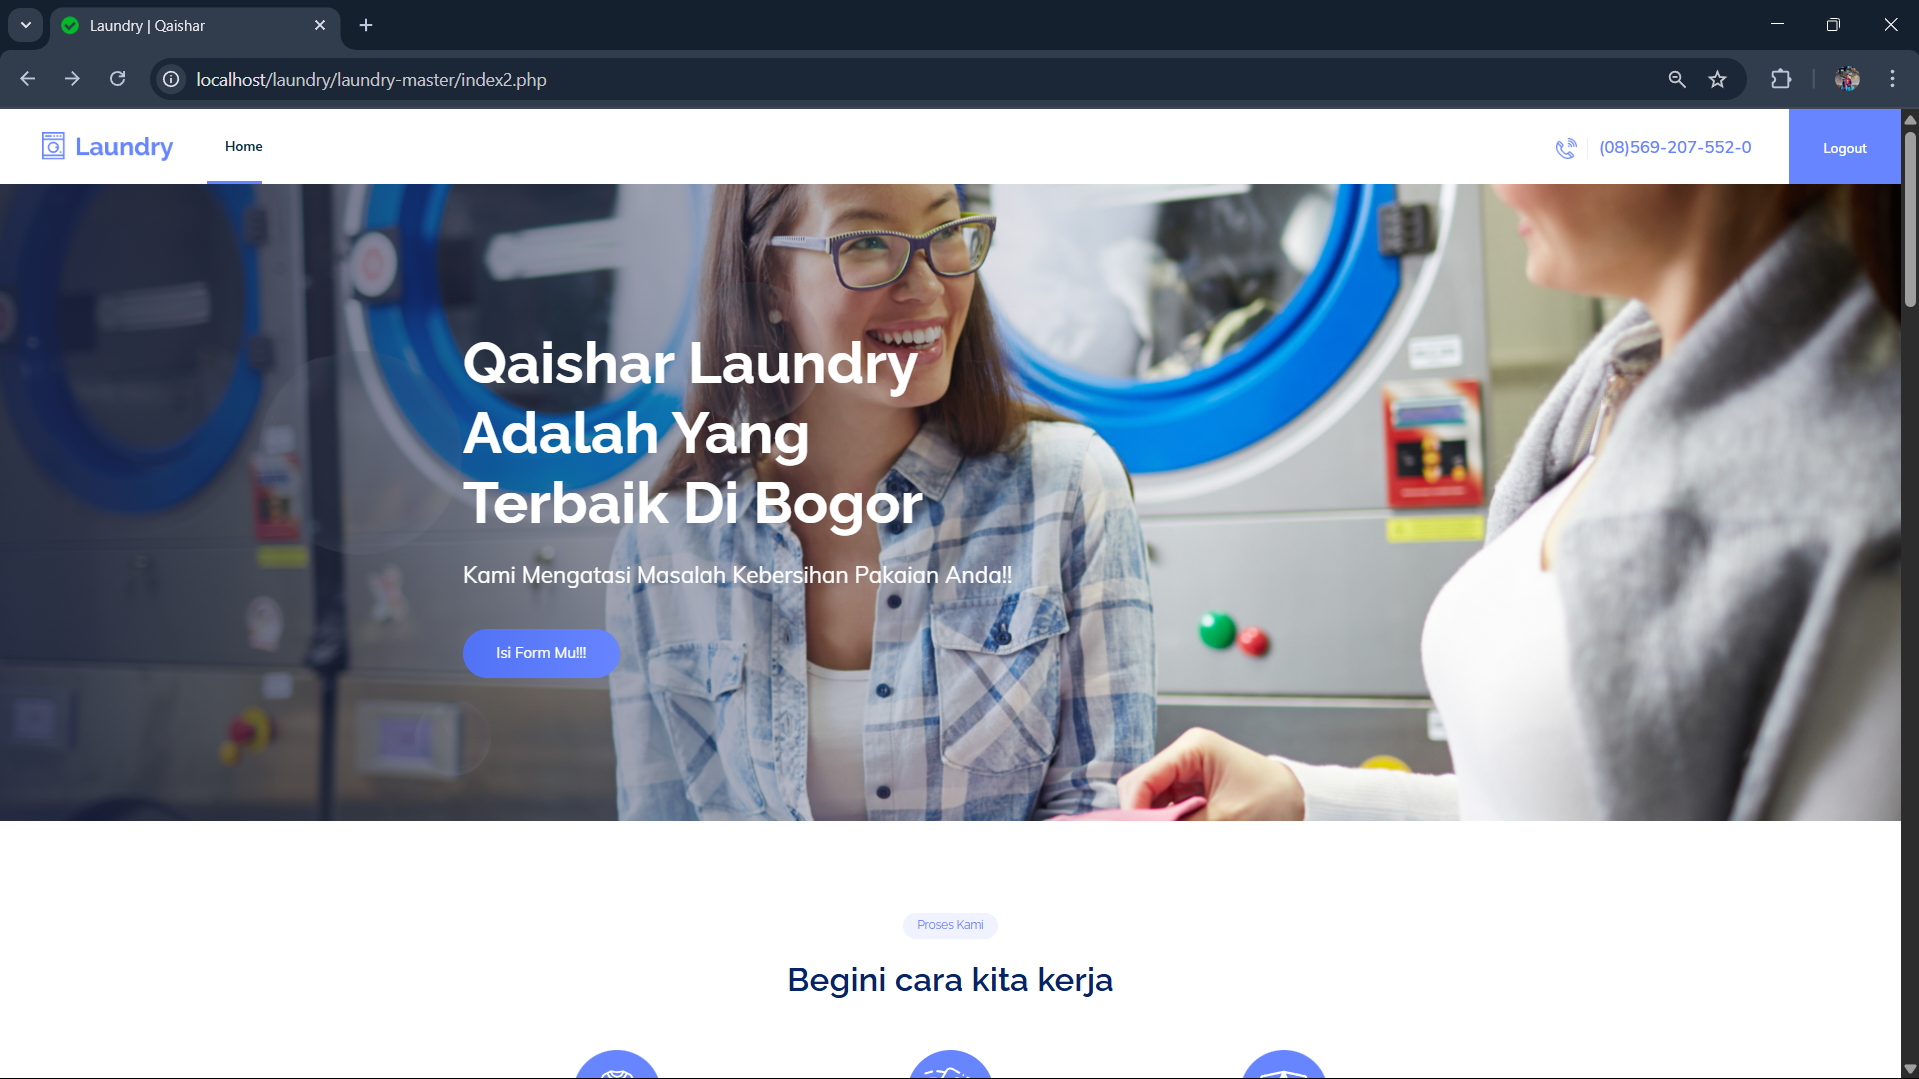 Laundry | Qaishar
localhost/laundry/laundry-master/index2.php
Laundry
Home
(08)569-207-552-0
Logout
Qaishar Laundry
Adalah Yang
Terbaik Di Bogor
Kami Mengatasi Masalah Kebersihan Pakaian Anda!!
Isi Form Mu!!!
Proses Kami
Begini cara kita kerja